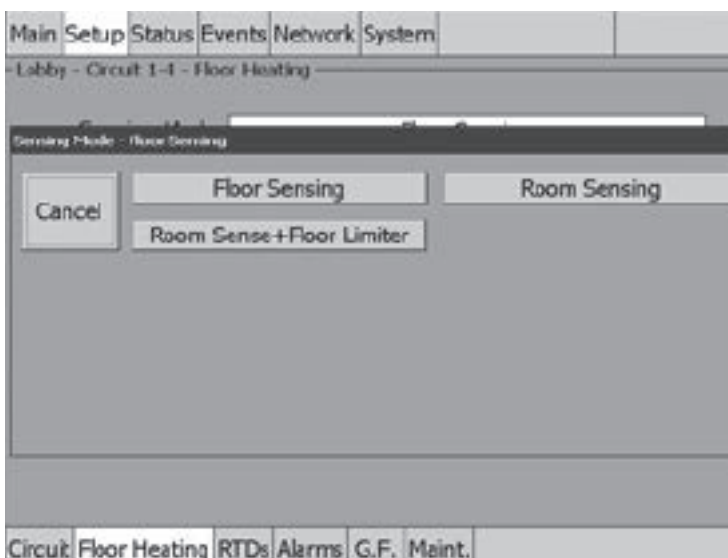 Main Setup Status Events Network System
Lobby - Circuit 1-1 - Floor Heating
Sensing Mode - Floor Sensing
Cancel
Floor Sensing
Room Sensing
Room Sense+Floor Limiter
Circuit Floor Heating RTDs Alarms G.F. Maint.